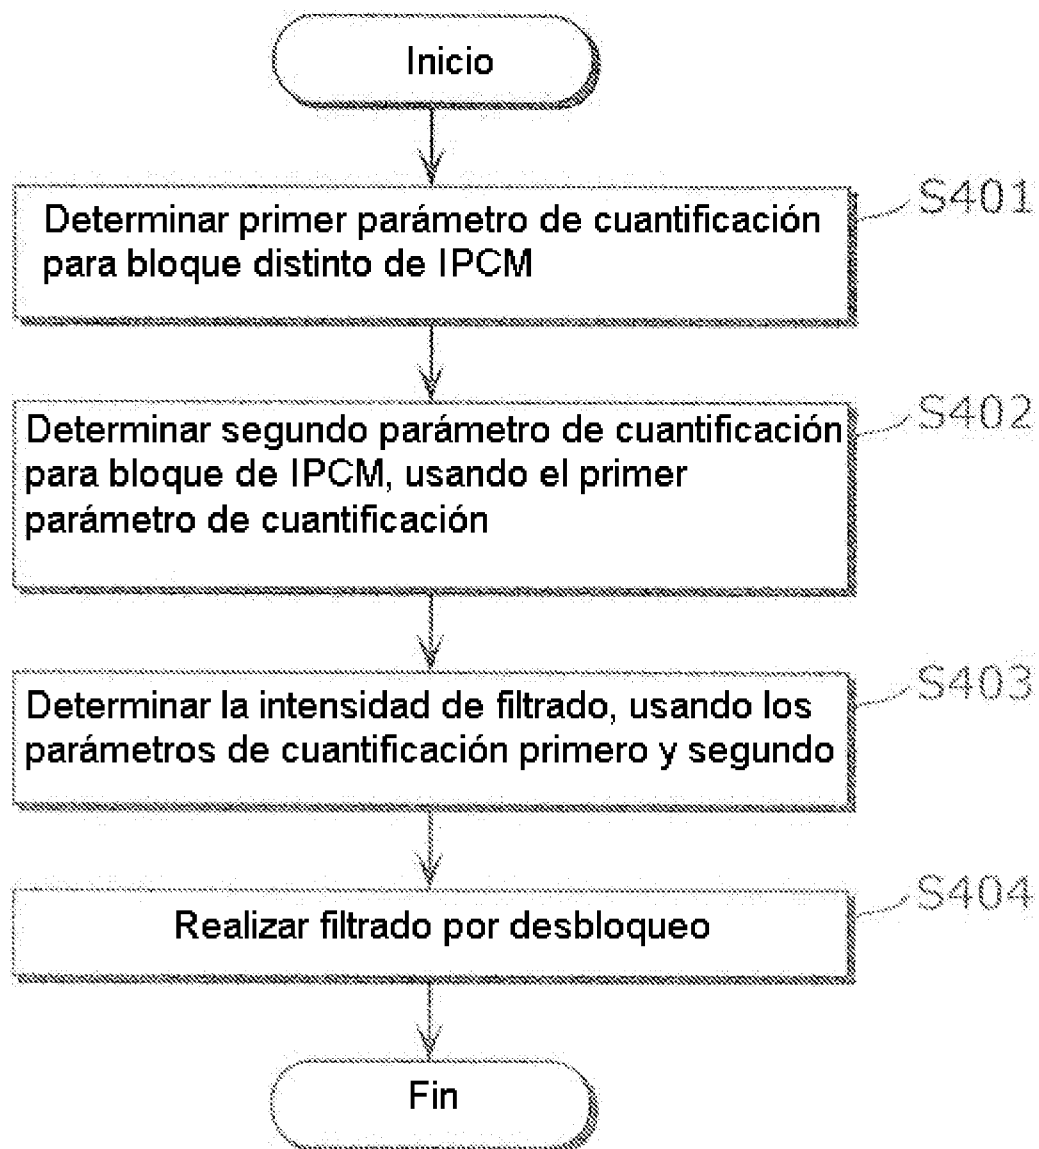 Inicio
Determinar primer parámetro de cuantificación
para bloque distinto de IPCM
S401
Determinar segundo parámetro de cuantificación
para bloque de IPCM, usando el primer
parámetro de cuantificación
S402
Determinar la intensidad de filtrado, usando los
parámetros de cuantificación primero y segundo
S403
Realizar filtrado por desbloqueo
S404
Fin